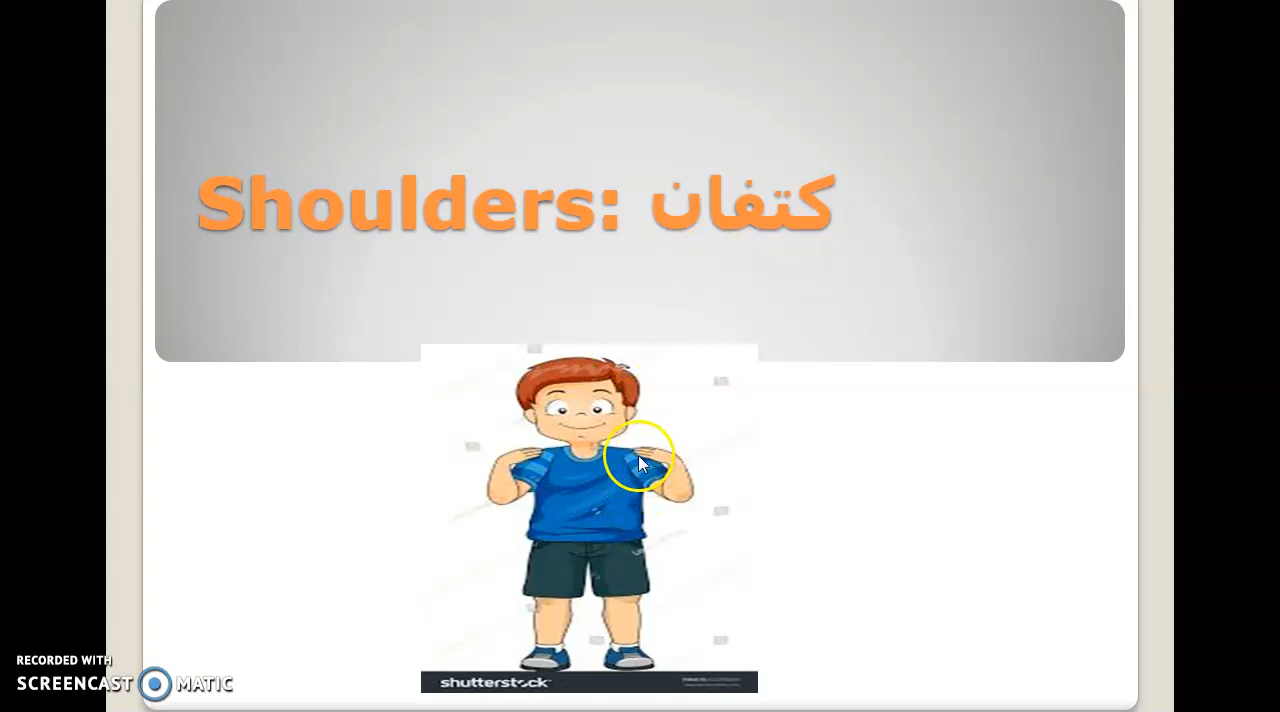 Shoulders: كتفان
shutterstock
RECORDED WITH
SCREENCAST MATIC